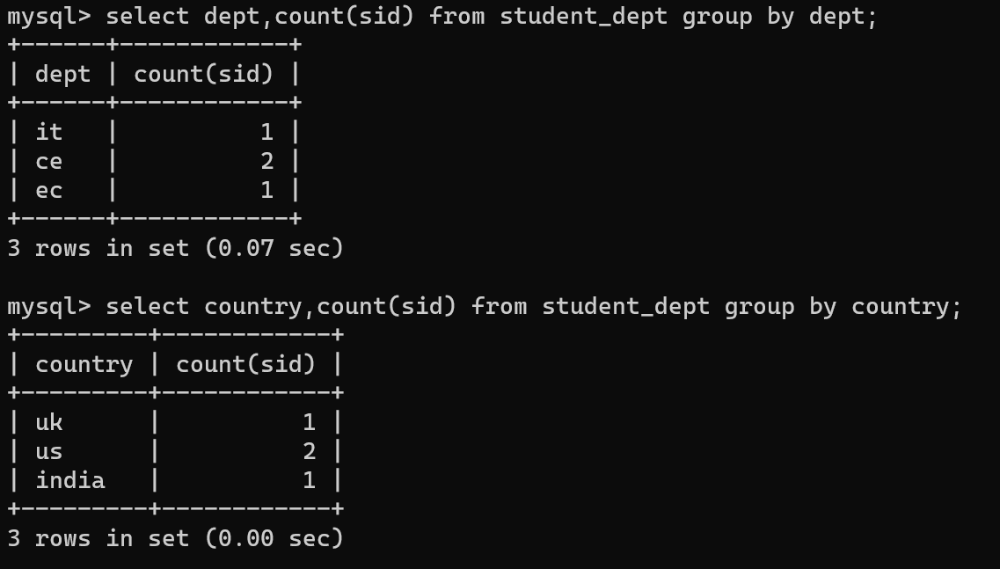 mysql> select dept,count(sid) from student_dept group by dept;
+------+------------+
| dept | count(sid) |
+------+------------+
| it   |          1 |
| ce   |          2 |
| ec   |          1 |
+------+------------+
3 rows in set (0.07 sec)

mysql> select country,count(sid) from student_dept group by country;
+---------+------------+
| country | count(sid) |
+---------+------------+
| uk      |          1 |
| us      |          2 |
| india   |          1 |
+---------+------------+
3 rows in set (0.00 sec)